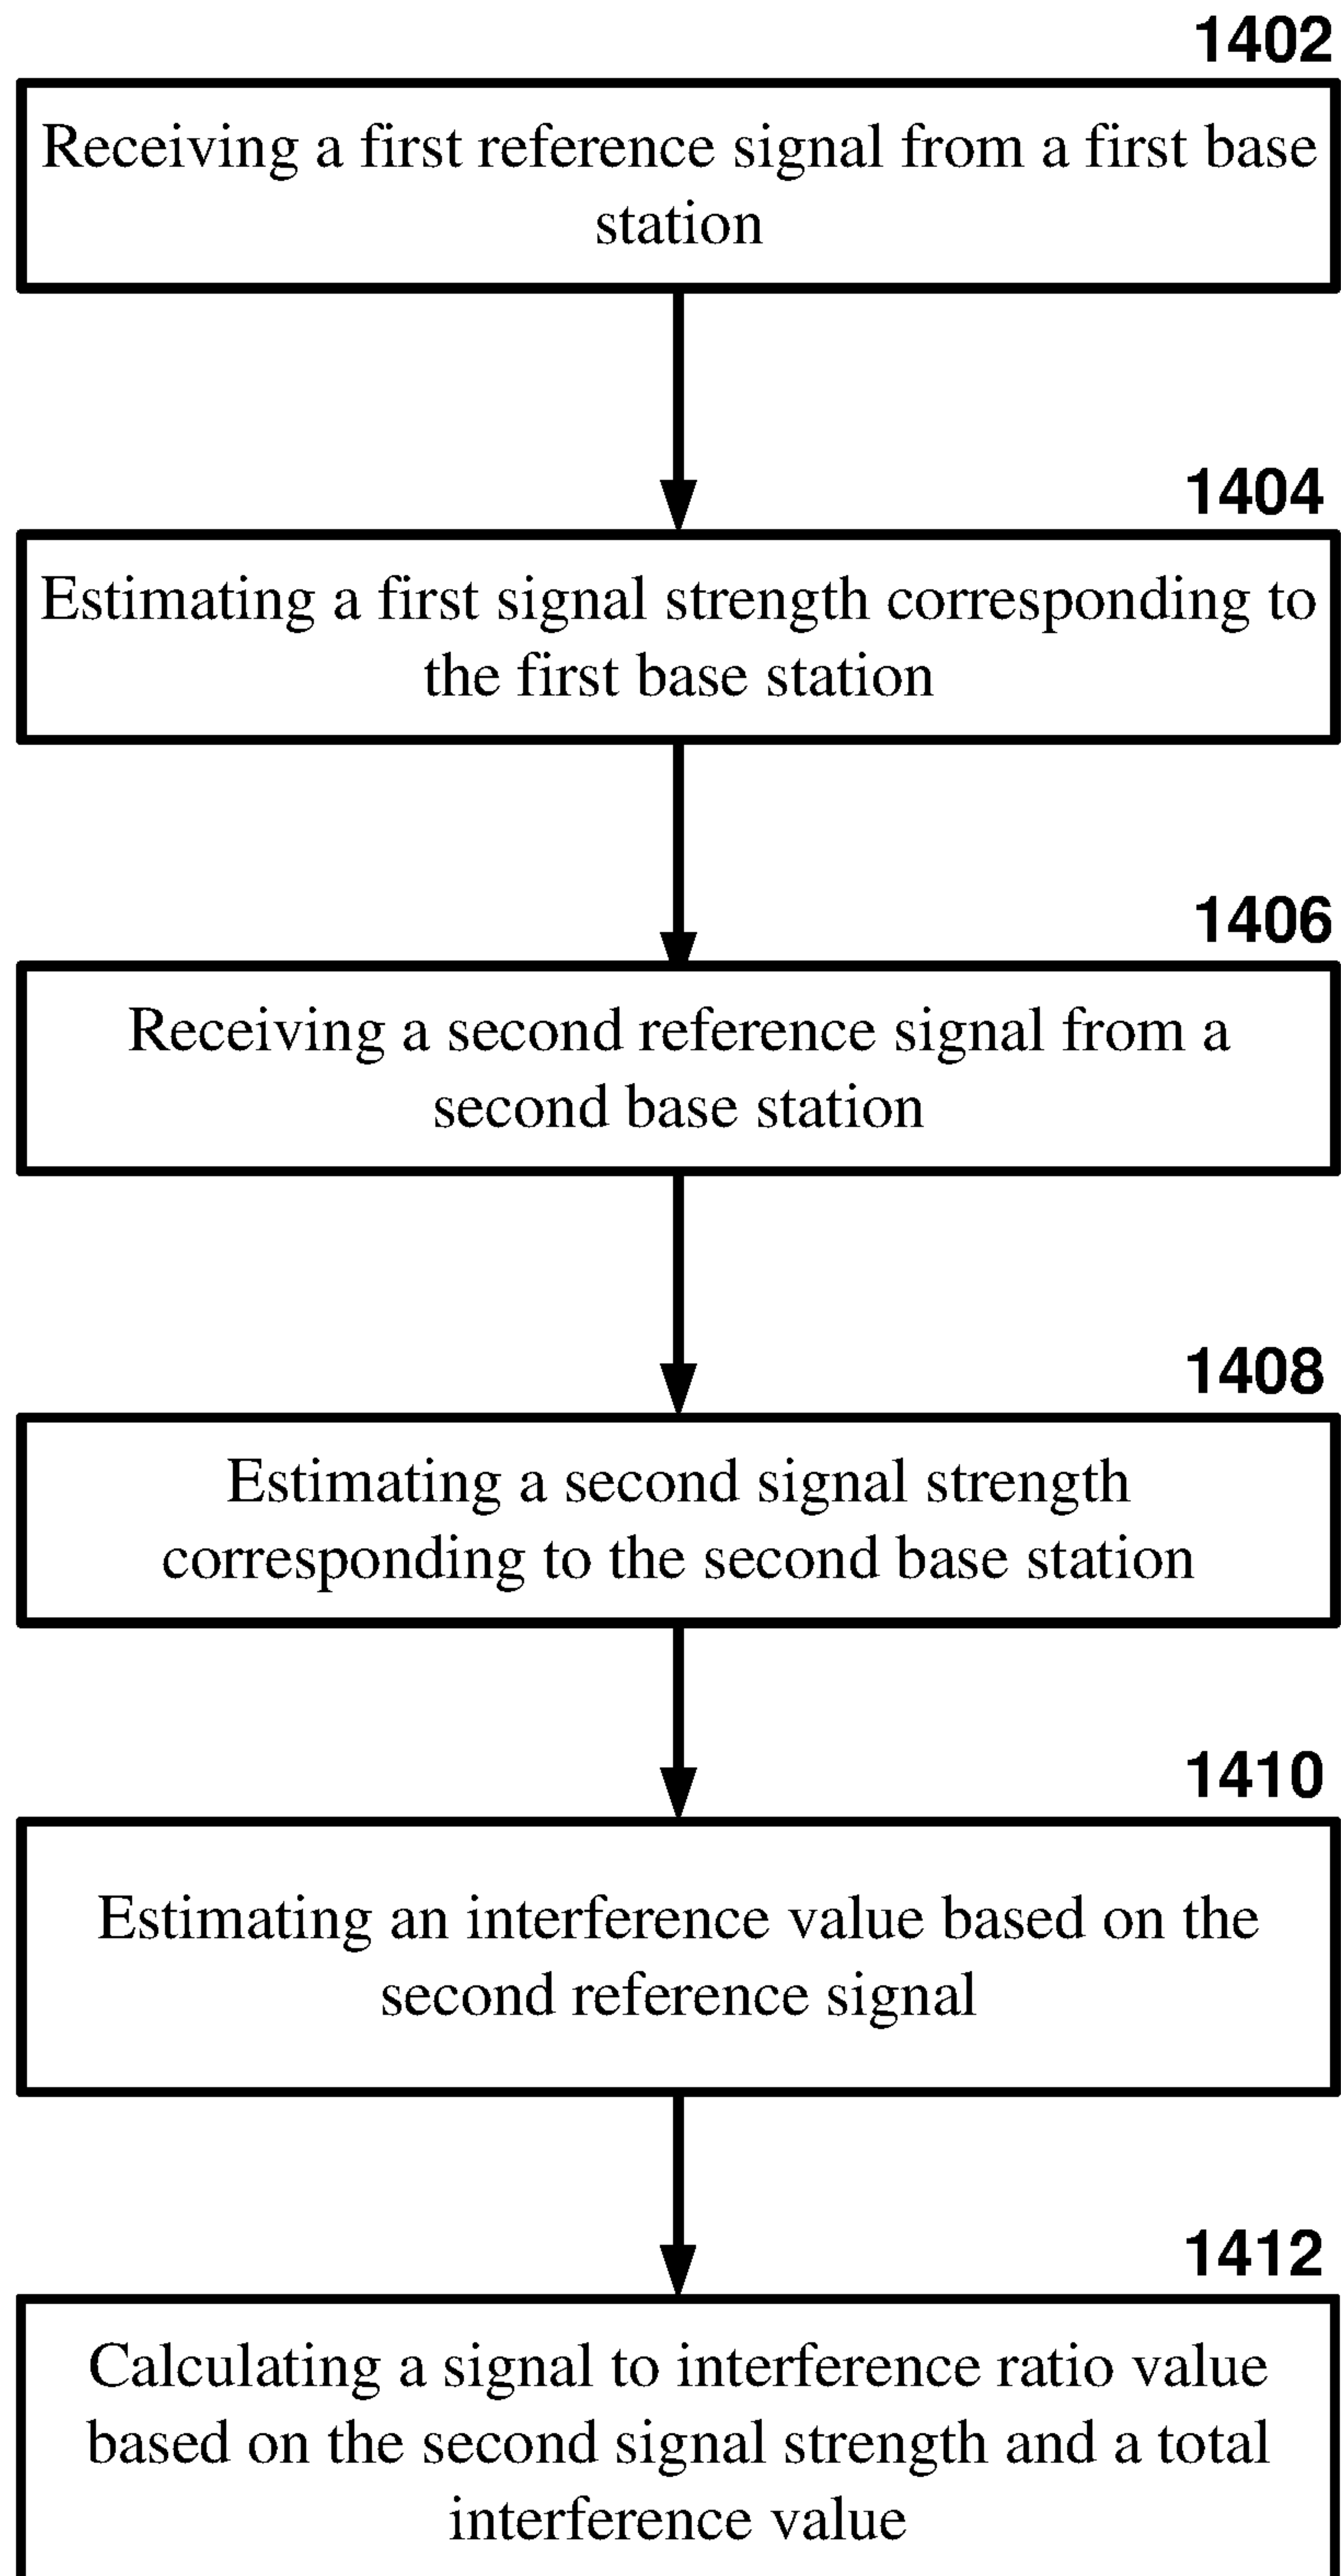 1402
Receiving a first reference signal from a first base
station
1404
Estimating a first signal strength corresponding to
the first base station
1406
Receiving a second reference signal from a
second base station
1408
Estimating a second signal strength
corresponding to the second base station
1410
Estimating an interference value based on the
second reference signal
1412
Calculating a signal to interference ratio value
based on the second signal strength and a total
interference value